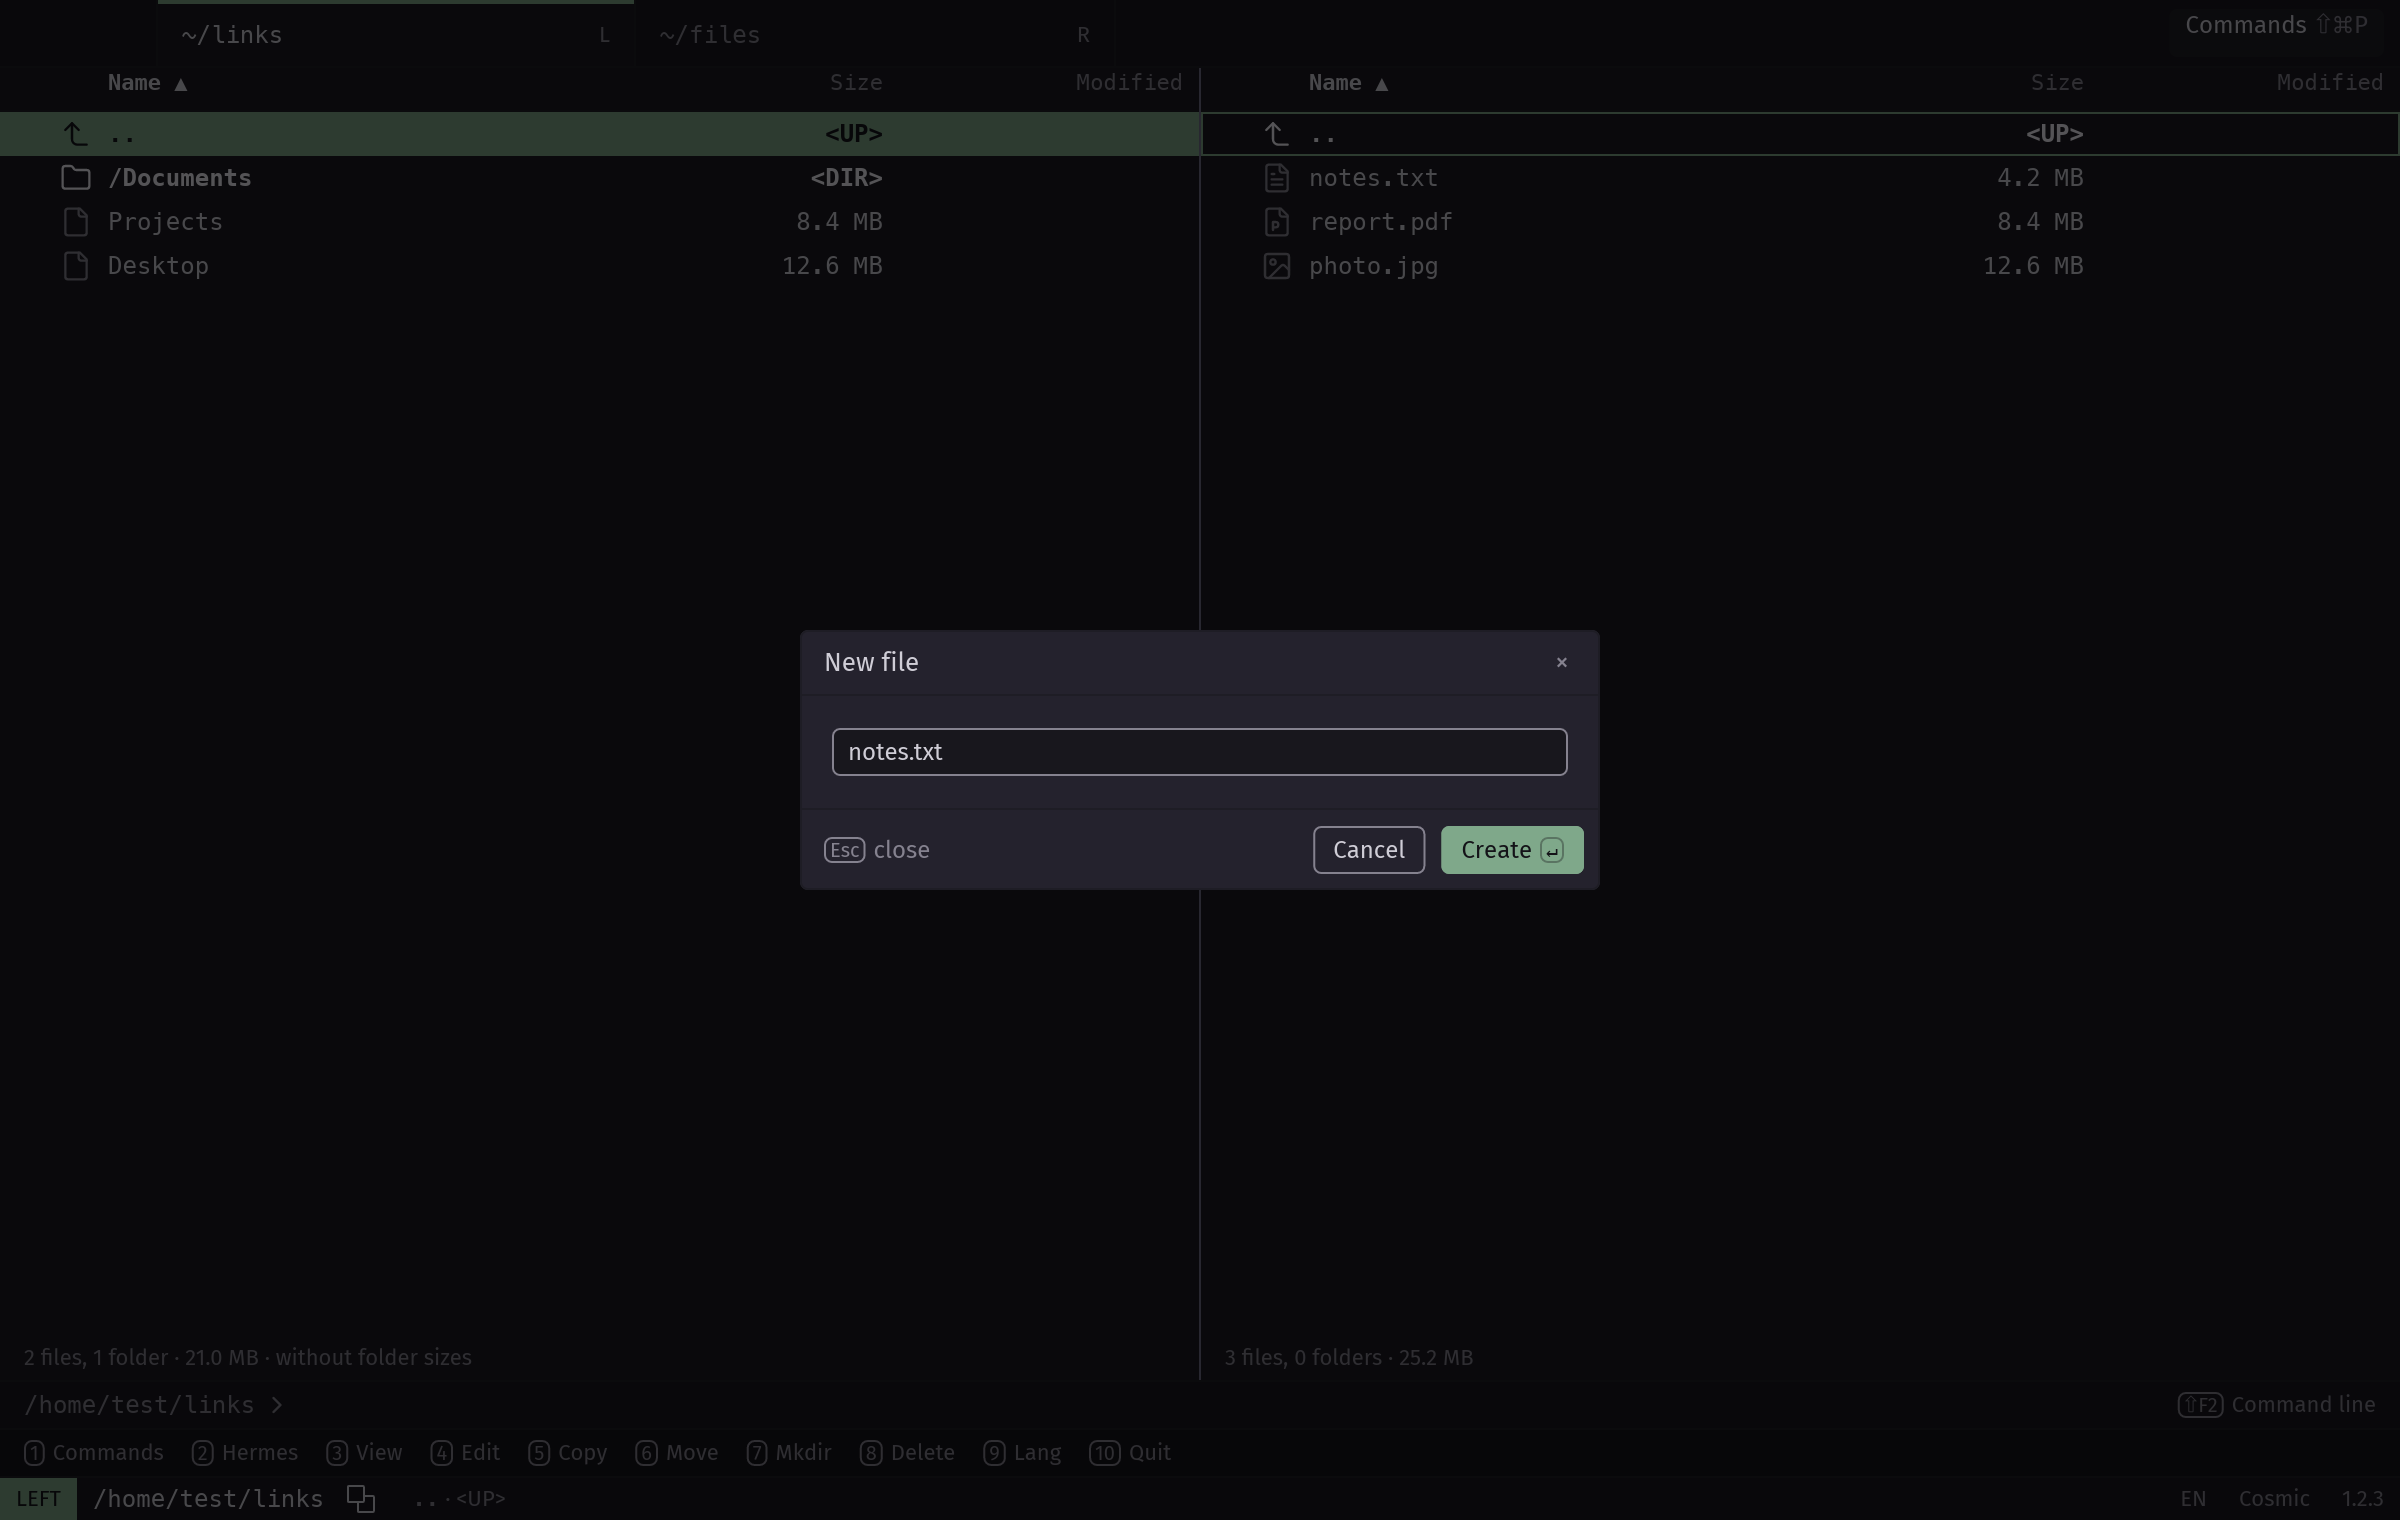 ~/links L ~/files R Commands ⇧⌘P
Name ▲ Size Modified Name ▲ Size Modified
.. <UP> .. <UP>
/Documents <DIR> notes.txt 4.2 MB
Projects 8.4 MB report.pdf 8.4 MB
Desktop 12.6 MB photo.jpg 12.6 MB
New file ×
notes.txt
Esc close Cancel Create ↵
2 files, 1 folder · 21.0 MB · without folder sizes 3 files, 0 folders · 25.2 MB
/home/test/links > ⇧F2 Command line
1 Commands 2 Hermes 3 View 4 Edit 5 Copy 6 Move 7 Mkdir 8 Delete 9 Lang 10 Quit
LEFT /home/test/links .. · <UP> EN Cosmic 1.2.3